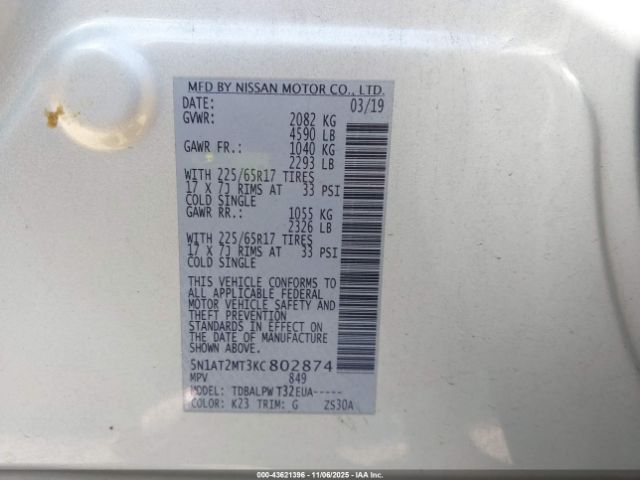 MFD BY NISSAN MOTOR CO., LTD.
DATE: 03/19
GVWR: 2082 KG
4590 LB
GAWR FR.: 1040 KG
2293 LB
WITH 225/65R17 TIRES
17 X 7J RIMS AT 33 PSI
COLD SINGLE
GAWR RR.: 1055 KG
2326 LB
WITH 225/65R17 TIRES
17 X 7J RIMS AT 33 PSI
COLD SINGLE
THIS VEHICLE CONFORMS TO
ALL APPLICABLE FEDERAL
MOTOR VEHICLE SAFETY AND
THEFT PREVENTION
STANDARDS IN EFFECT ON
THE DATE OF MANUFACTURE
SHOWN ABOVE.
5N1AT2MT3KC802874
MPV 849
MODEL: TDBALPW T32EUA-----
COLOR: K23 TRIM: G ZS30A
000-43621396 - 11/06/2025 - IAA Inc.